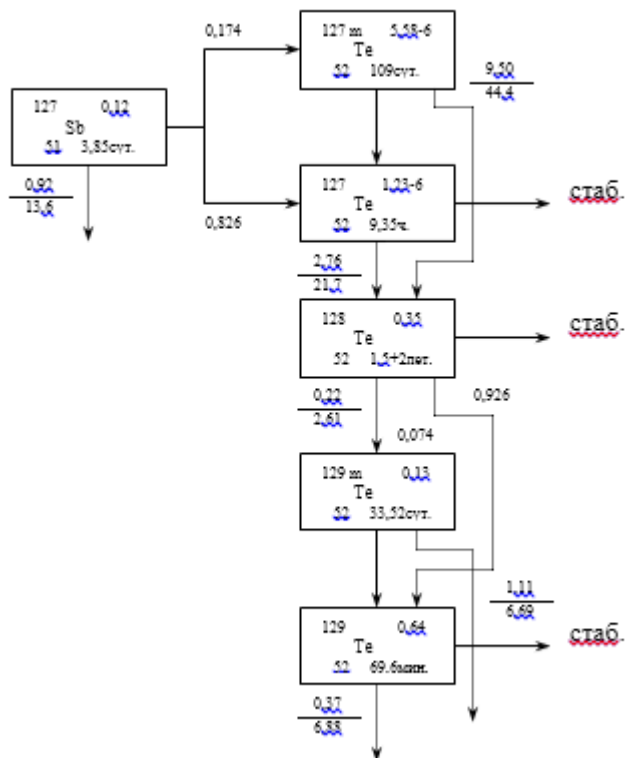 0,174
127 m 5,58-6
Te
52 109сут.
9,50
44,4
127 0,12
Sb
51 3,85сут.
0,92
13,6
0,826
127 1,23-6
Te
52 9,35ч.
стаб.
2,76
21,7
128 0,35
Te
52 1,5+2лет.
стаб.
0,22
2,61
0,926
0,074
129 m 0,13
Te
52 33,52сут.
1,11
6,69
129 0,64
Te
52 69.6мин.
стаб.
0,37
6,88